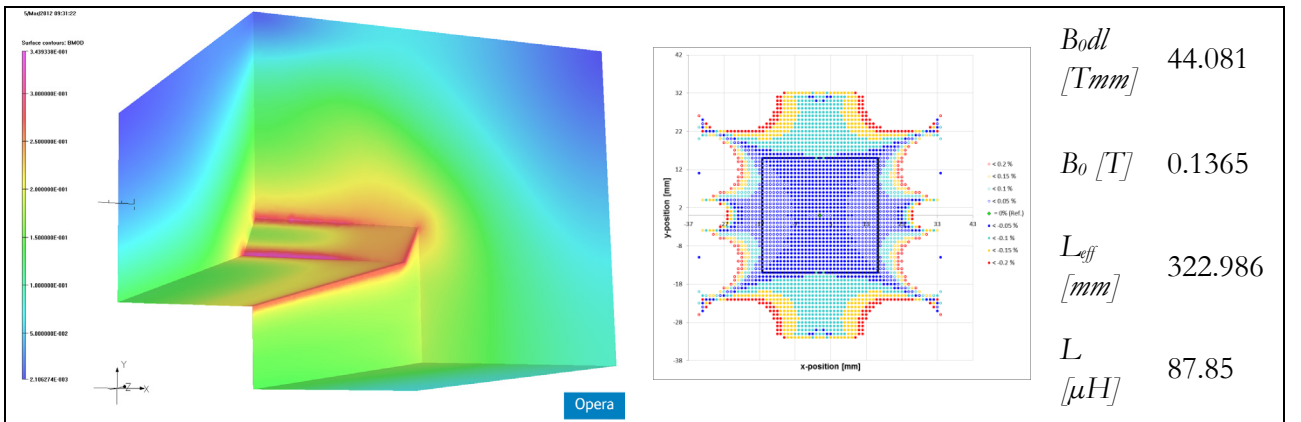 5/Mar/2012 09:31:22
Surface contours: BMOD
3.439330E-001
3.000000E-001
2.500000E-001
2.000000E-001
1.500000E-001
1.000000E-001
5.000000E-002
2.106274E-003
Y
Z
X
Opera
42
32
22
12
2
-8
-18
-28
-38
-37
33
43
y-position [mm]
x-position [mm]
< 0.2 %
< 0.15 %
< 0.1 %
< 0.05 %
= 0% (Ref.)
< -0.05 %
< -0.1 %
< -0.15 %
< -0.2 %
B0dl
[Tmm]
44.081
B0 [T]
0.1365
Leff
[mm]
322.986
L
[μH]
87.85